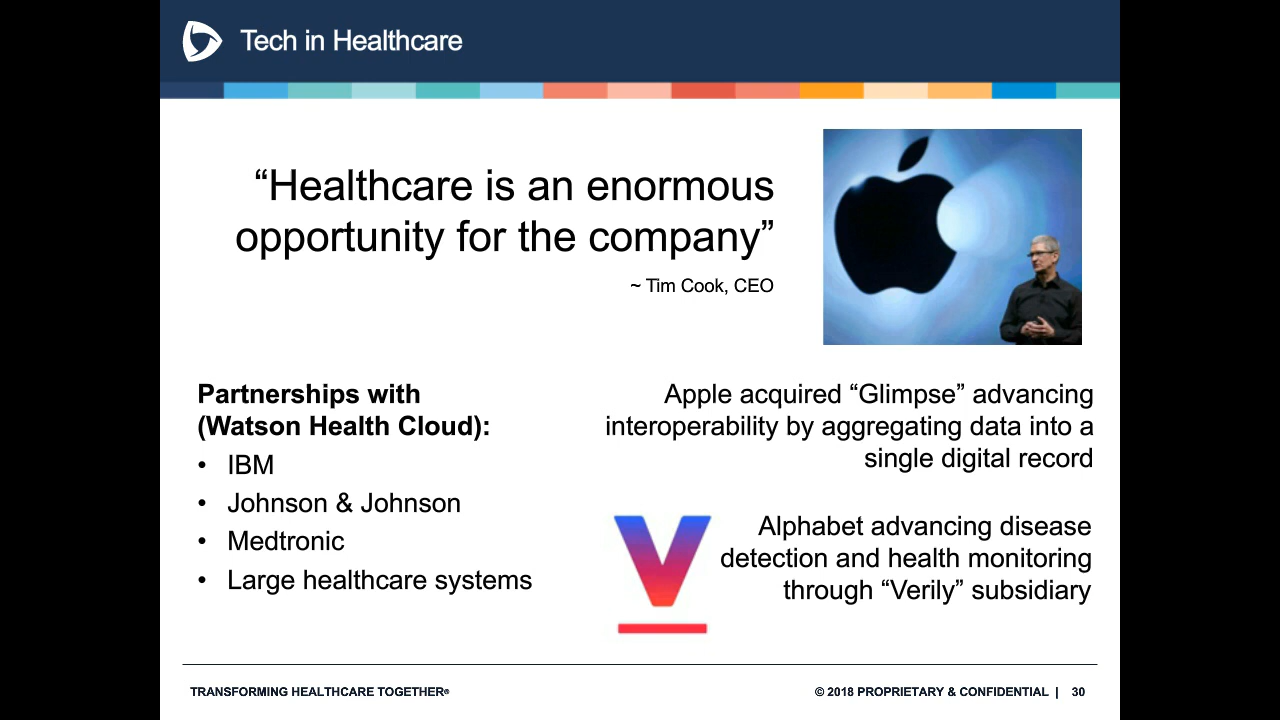 Tech in Healthcare
“Healthcare is an enormous
opportunity for the company”
~ Tim Cook, CEO
Partnerships with
(Watson Health Cloud):
• IBM
• Johnson & Johnson
• Medtronic
• Large healthcare systems
Apple acquired “Glimpse” advancing
interoperability by aggregating data into a
single digital record
Alphabet advancing disease
detection and health monitoring
through “Verily” subsidiary
TRANSFORMING HEALTHCARE TOGETHER®
© 2018 PROPRIETARY & CONFIDENTIAL | 30